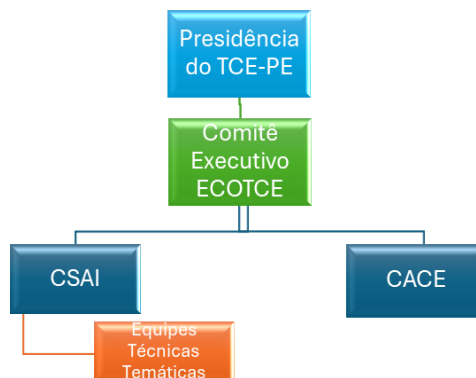 Presidência
do TCE-PE
Comitê
Executivo
ECOTCE
CSAI
CACE
Equipes
Técnicas
Temáticas